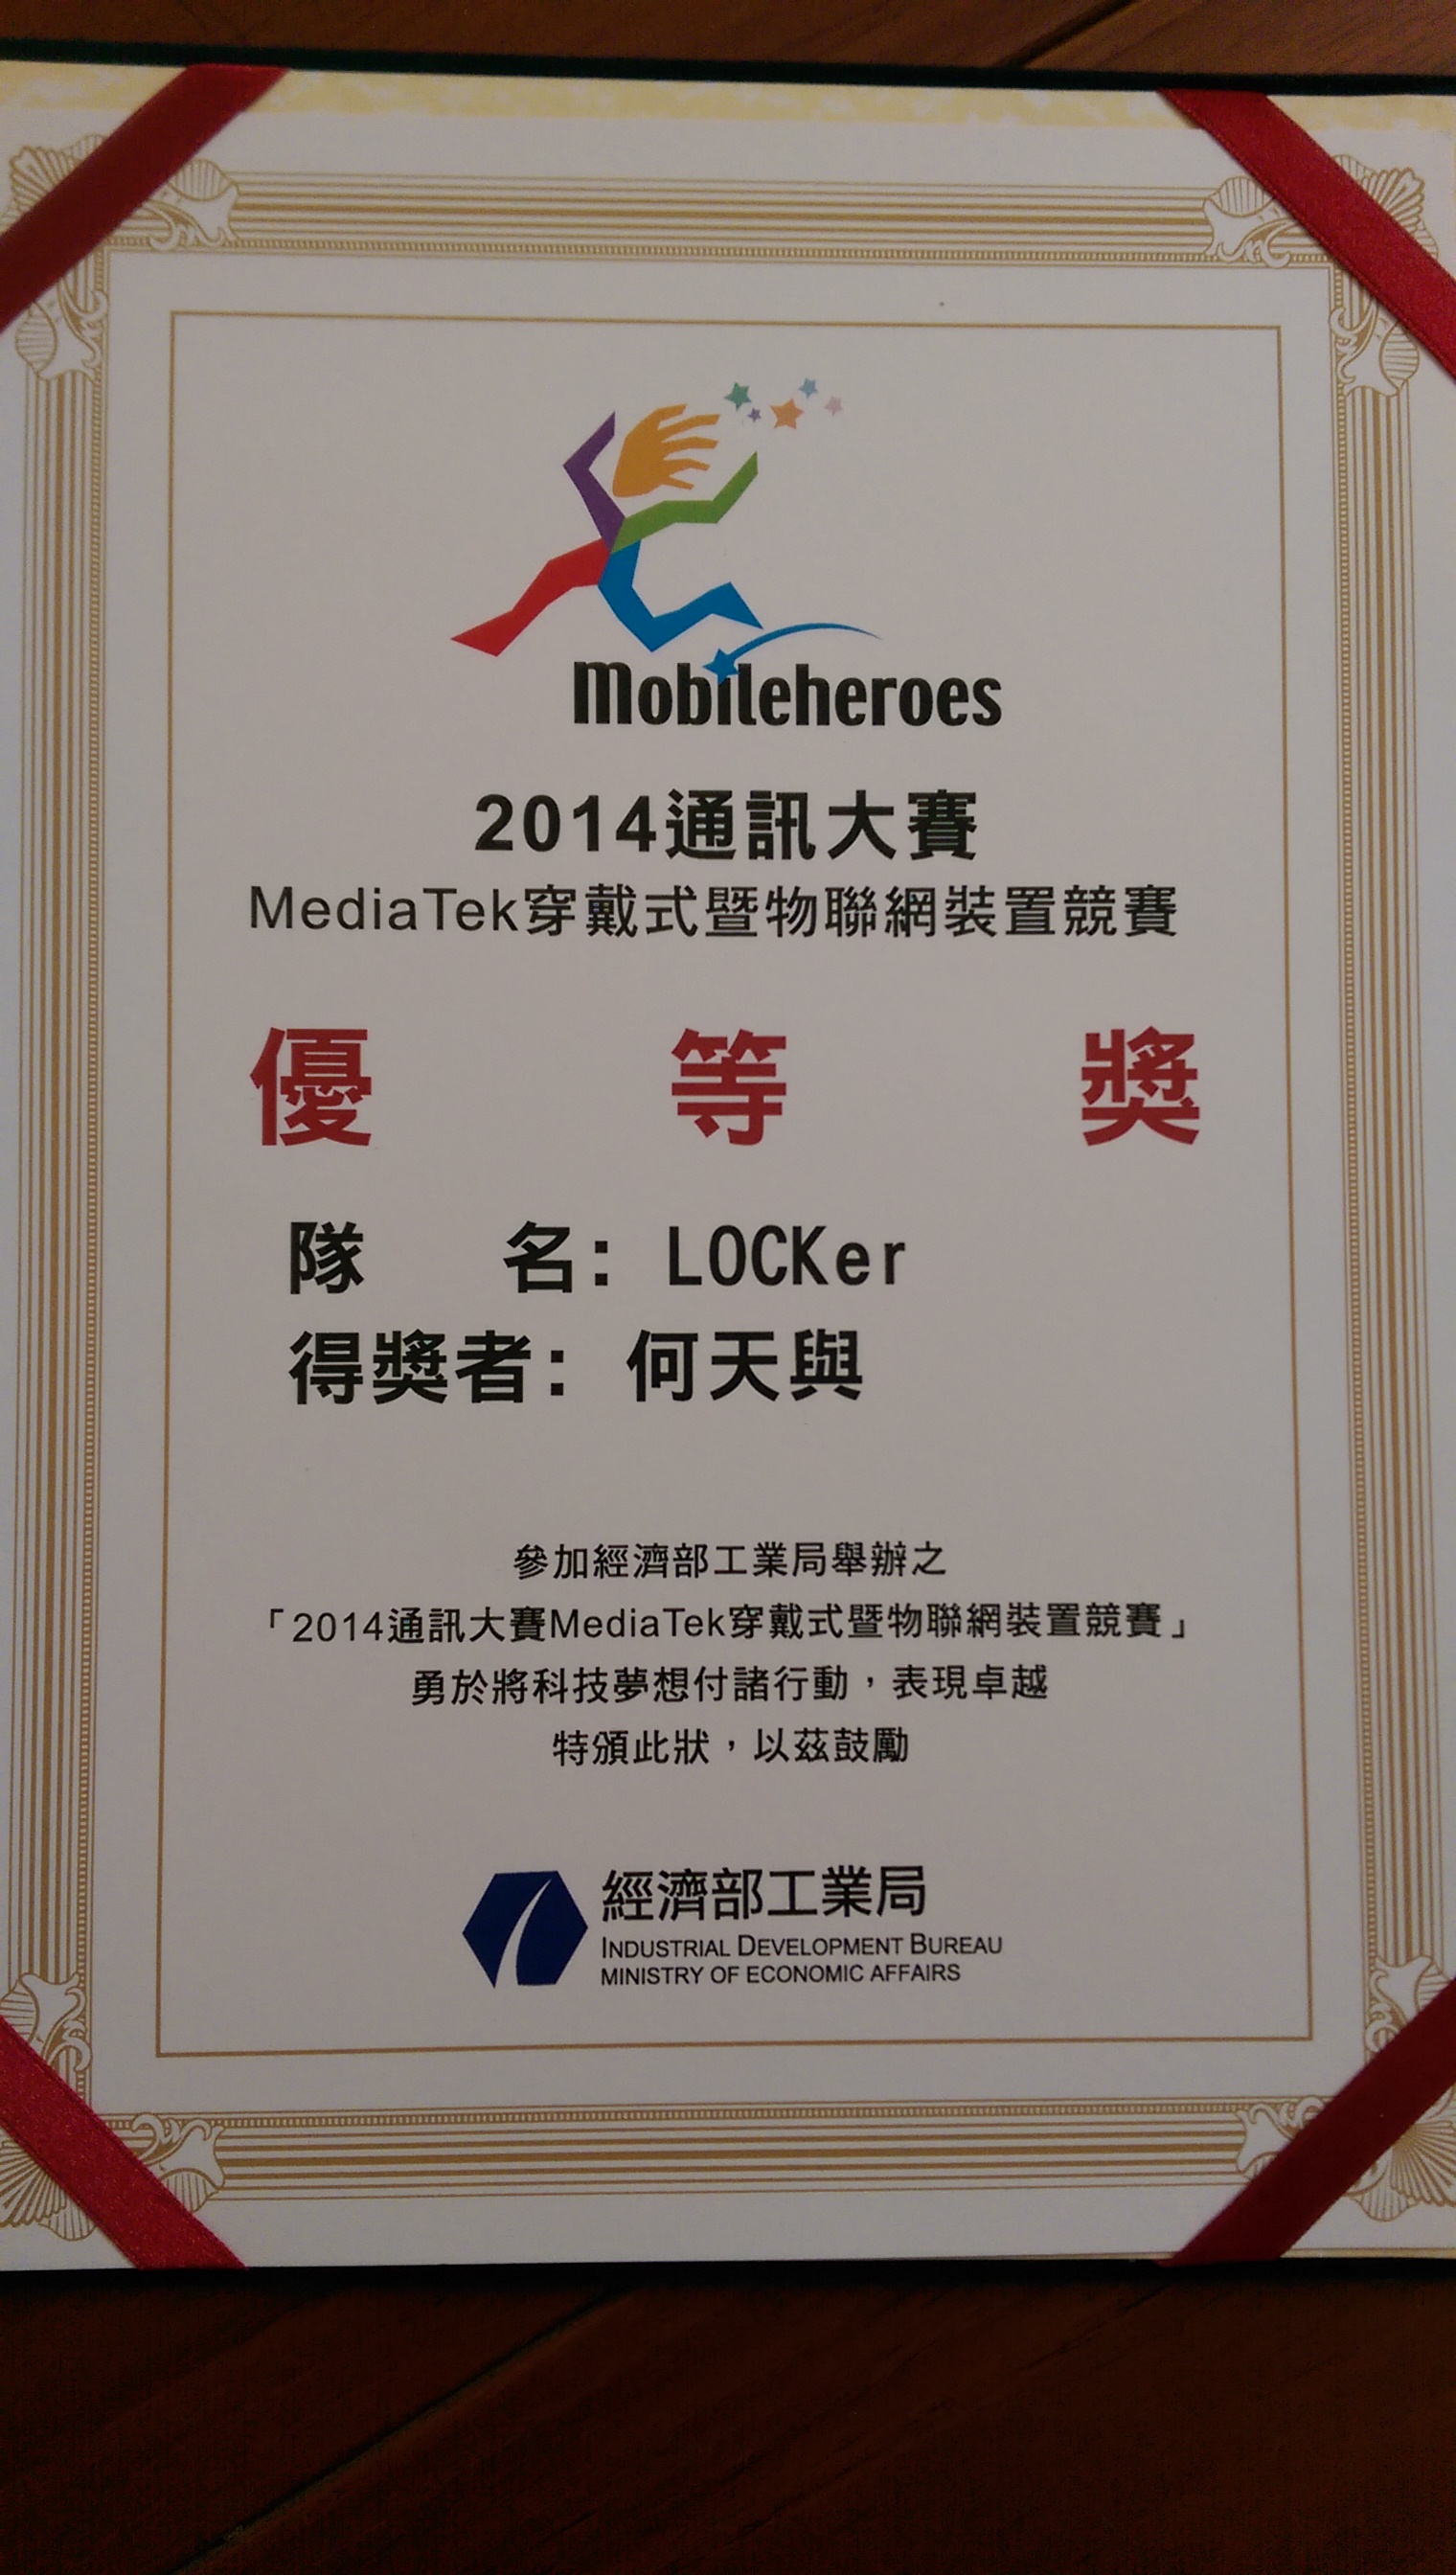 Mobileheroes
2014通訊大賽
MediaTek穿戴式暨物聯網裝置競賽
優等獎
隊名：LOCKer
得獎者：何天與
參加經濟部工業局舉辦之
「2014通訊大賽MediaTek穿戴式暨物聯網裝置競賽」
勇於將科技夢想付諸行動，表現卓越
特頒此狀，以茲鼓勵
經濟部工業局
INDUSTRIAL DEVELOPMENT BUREAU
MINISTRY OF ECONOMIC AFFAIRS